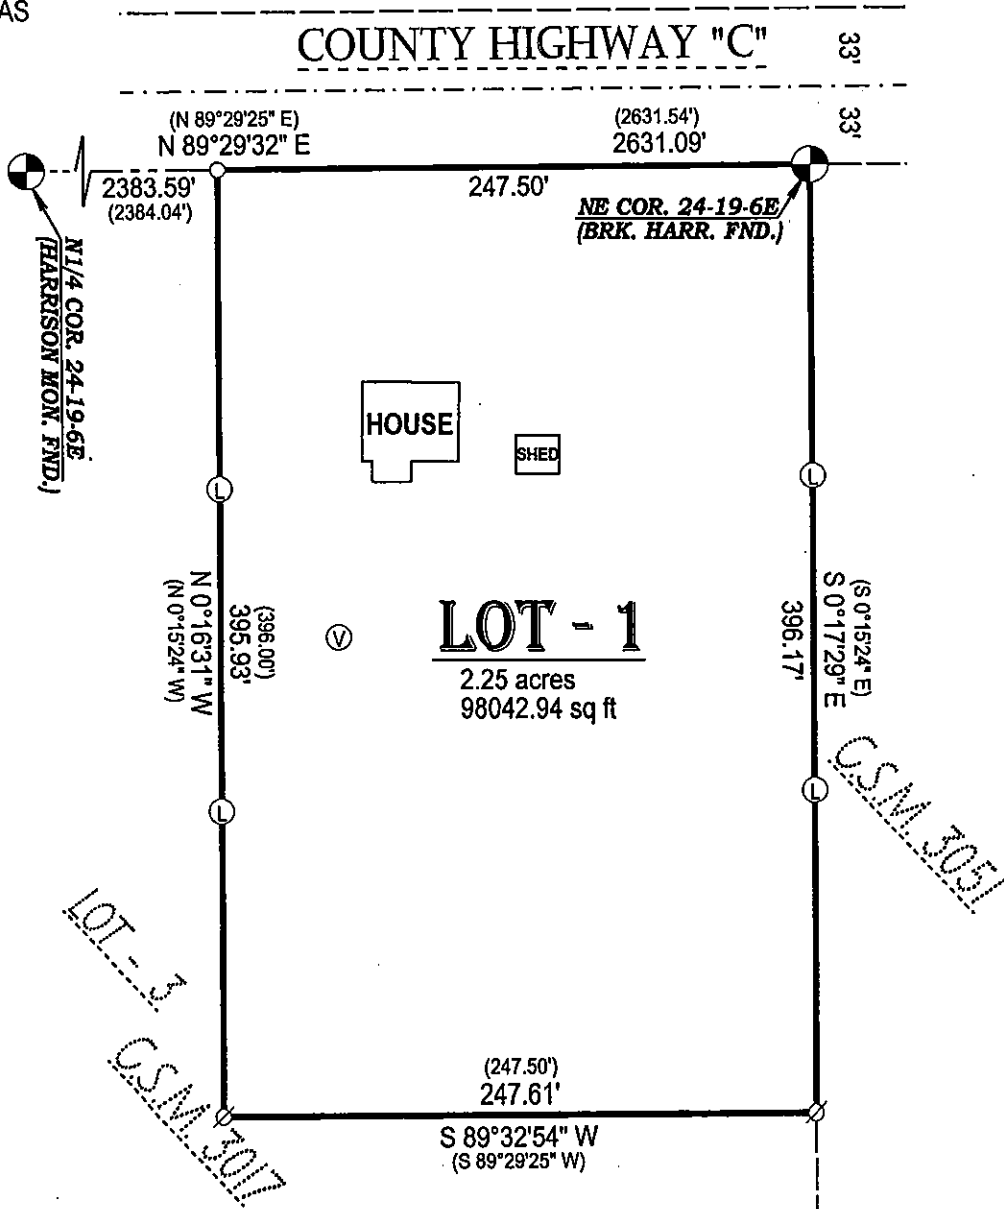 AS
COUNTY HIGHWAY "C"
33'
33'
(N 89°29'25" E)
N 89°29'32" E
(2631.54')
2631.09'
2383.59'
(2384.04')
247.50'
NE COR. 24-19-6E
(BRK. HARR. FND.)
N1/4 COR. 24-19-6E
(HARRISON MON. FND.)
HOUSE
SHED
L
L
(S 0°15'24" E)
S 0°17'29" E
396.17'
(396.00')
395.93'
N 0°16'31" W
(N 0°15'24" W)
V
LOT - 1
2.25 acres
98042.94 sq ft
L
L
C.S.M. 3051
LOT - 3
C.S.M. 3017
(247.50')
247.61'
S 89°32'54" W
(S 89°29'25" W)